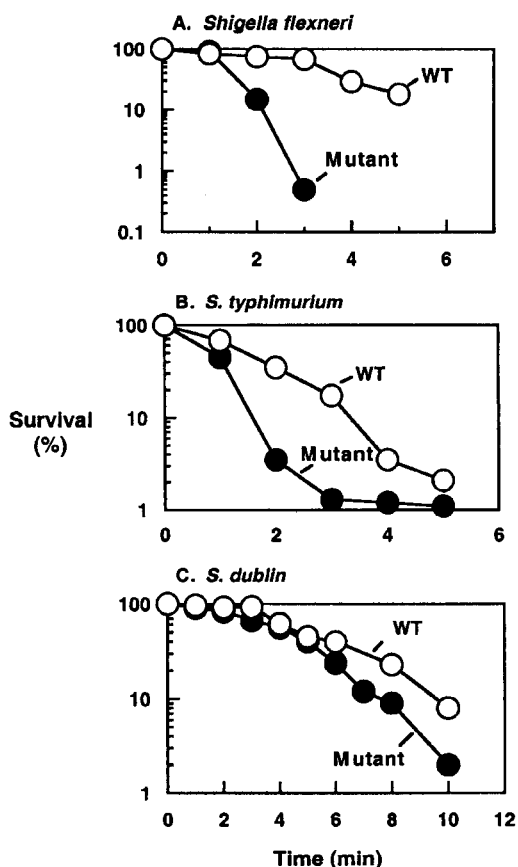 A. Shigella flexneri
100
10
1
0.1
WT
Mutant
0 2 4 6
B. S. typhimurium
100
10
1
WT
Mutant
0 2 4 6
Survival
(%)
C. S. dublin
100
10
1
WT
Mutant
0 2 4 6 8 10 12
Time (min)